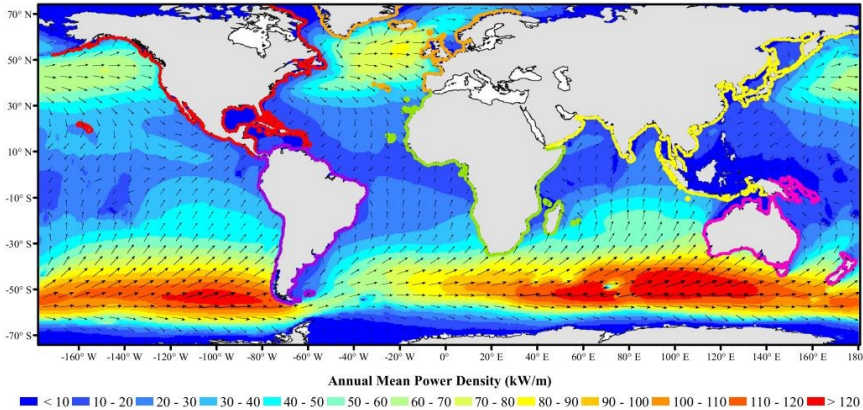 70° N
50° N
30° N
10° N
-10° S
-30° S
-50° S
-70° S
-160° W -140° W -120° W -100° W -80° W -60° W -40° W -20° W 0° 20° E 40° E 60° E 80° E 100° E 120° E 140° E 160° E 180
Annual Mean Power Density (kW/m)
< 10 10 - 20 20 - 30 30 - 40 40 - 50 50 - 60 60 - 70 70 - 80 80 - 90 90 - 100 100 - 110 110 - 120 > 120